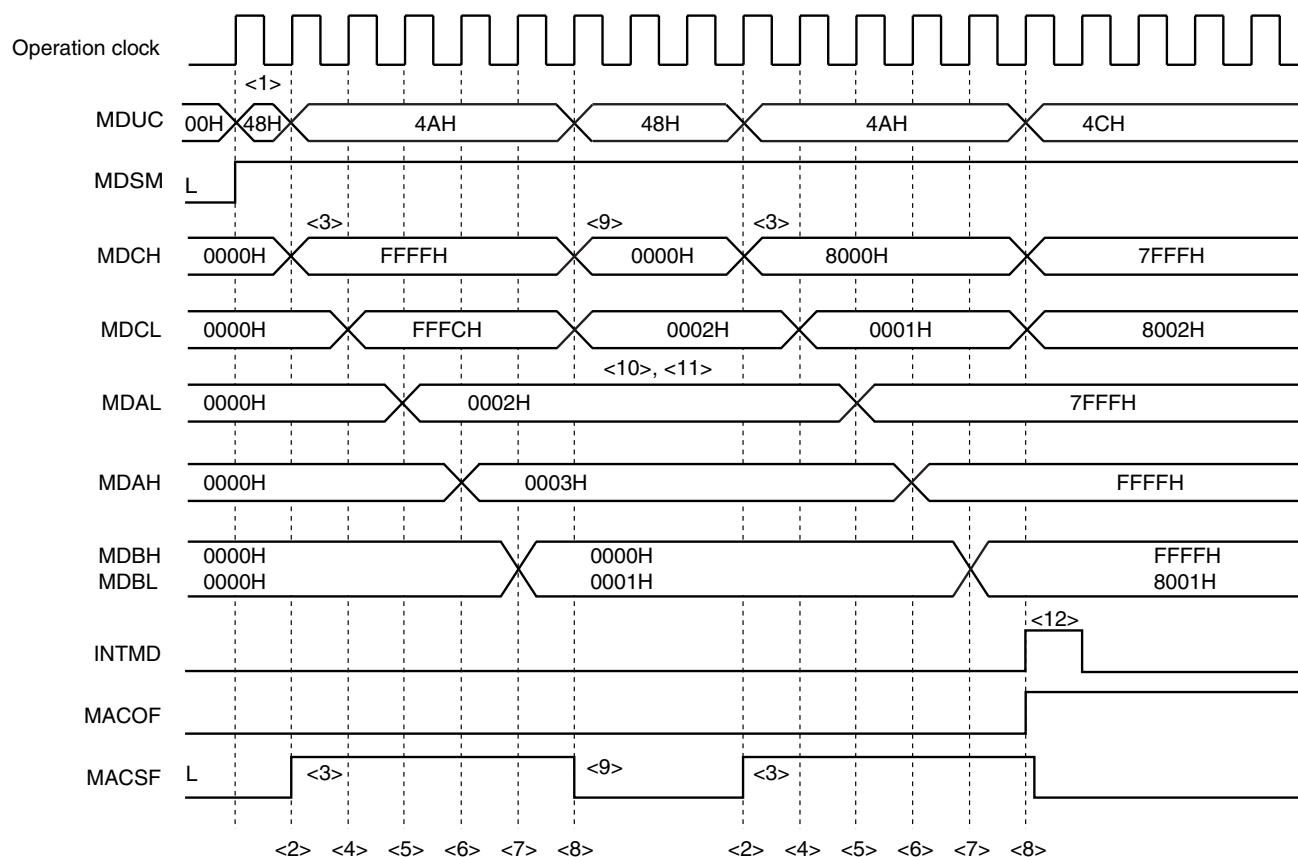 Operation clock
<1>
MDUC 00H 48H 4AH 48H 4AH 4CH
MDSM L
<3> <9> <3>
MDCH 0000H FFFFH 0000H 8000H 7FFFH
MDCL 0000H FFFCH 0002H 0001H 8002H
<10>, <11>
MDAL 0000H 0002H 7FFFH
MDAH 0000H 0003H FFFFH
MDBH 0000H 0000H FFFFH
MDBL 0000H 0001H 8001H
<12>
INTMD
MACOF
MACSF L <3> <9> <3>
<2> <4> <5> <6> <7> <8> <2> <4> <5> <6> <7> <8>